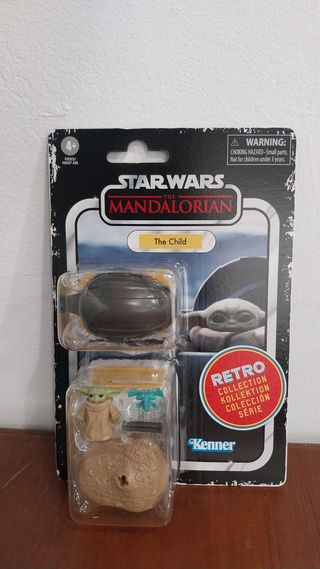 4+
WARNING:
CHOKING HAZARD–Small parts.
Not for children under 3 years.
STAR WARS
THE
MANDALORIAN
The Child
RETRO
COLLECTION
KOLLEKTION
COLECCIÓN
SÉRIE
Kenner